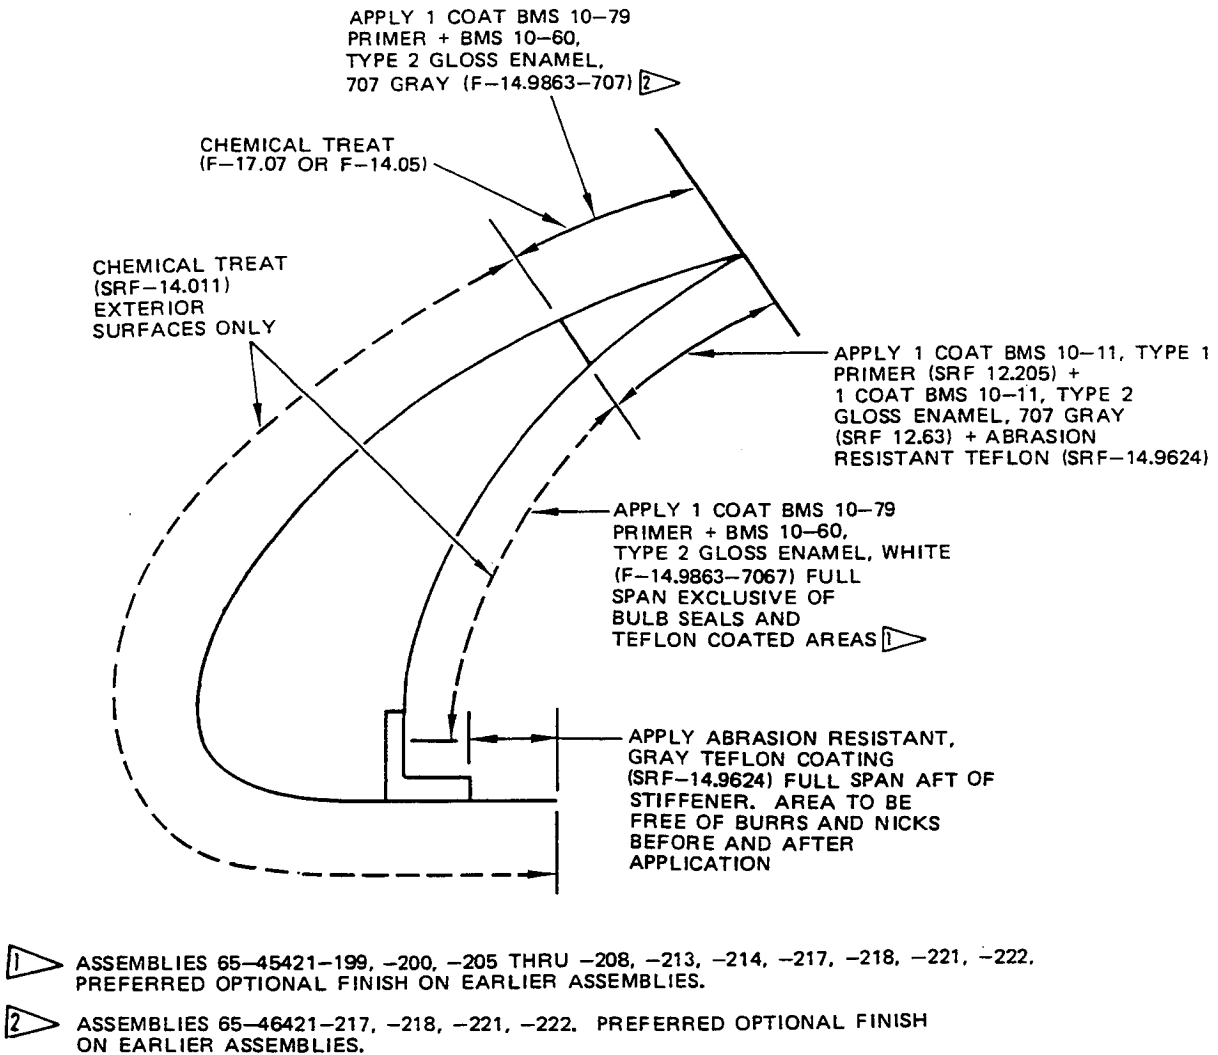 APPLY 1 COAT BMS 10-79
PRIMER + BMS 10-60,
TYPE 2 GLOSS ENAMEL,
707 GRAY (F-14.9863-707) 2
CHEMICAL TREAT
(F-17.07 OR F-14.05)
CHEMICAL TREAT
(SRF-14.011)
EXTERIOR
SURFACES ONLY
APPLY 1 COAT BMS 10-11, TYPE 1
PRIMER (SRF 12.205) +
1 COAT BMS 10-11, TYPE 2
GLOSS ENAMEL, 707 GRAY
(SRF 12.63) + ABRASION
RESISTANT TEFLON (SRF-14.9624)
APPLY 1 COAT BMS 10-79
PRIMER + BMS 10-60,
TYPE 2 GLOSS ENAMEL, WHITE
(F-14.9863-7067) FULL
SPAN EXCLUSIVE OF
BULB SEALS AND
TEFLON COATED AREAS 1
APPLY ABRASION RESISTANT,
GRAY TEFLON COATING
(SRF-14.9624) FULL SPAN AFT OF
STIFFENER. AREA TO BE
FREE OF BURRS AND NICKS
BEFORE AND AFTER
APPLICATION
1 ASSEMBLIES 65-45421-199, -200, -205 THRU -208, -213, -214, -217, -218, -221, -222.
PREFERRED OPTIONAL FINISH ON EARLIER ASSEMBLIES.
2 ASSEMBLIES 65-46421-217, -218, -221, -222. PREFERRED OPTIONAL FINISH
ON EARLIER ASSEMBLIES.